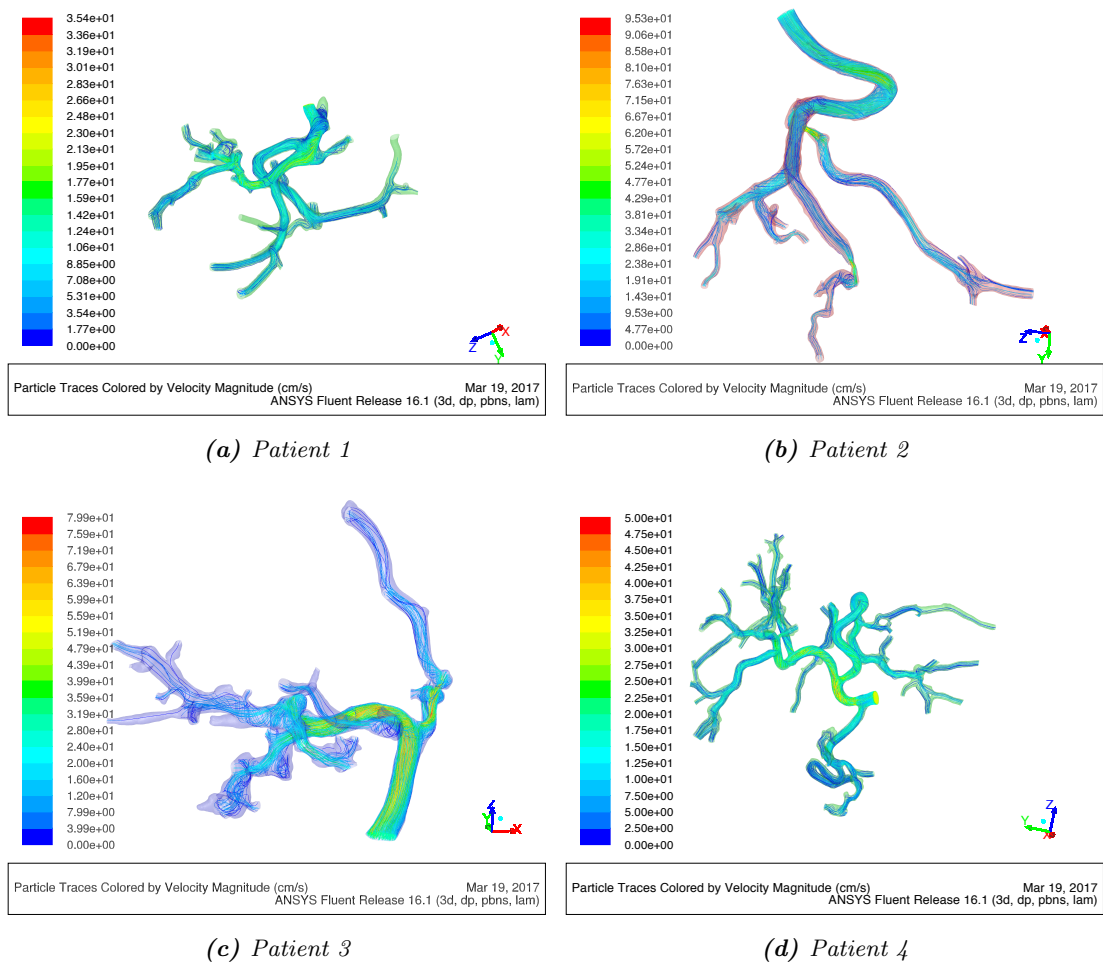 3.54e+01
3.36e+01
3.19e+01
3.01e+01
2.83e+01
2.66e+01
2.48e+01
2.30e+01
2.13e+01
1.95e+01
1.77e+01
1.59e+01
1.42e+01
1.24e+01
1.06e+01
8.85e+00
7.08e+00
5.31e+00
3.54e+00
1.77e+00
0.00e+00
X
Z
Y
Particle Traces Colored by Velocity Magnitude (cm/s) Mar 19, 2017
ANSYS Fluent Release 16.1 (3d, dp, pbns, lam)
(a) Patient 1
9.53e+01
9.06e+01
8.58e+01
8.10e+01
7.63e+01
7.15e+01
6.67e+01
6.20e+01
5.72e+01
5.24e+01
4.77e+01
4.29e+01
3.81e+01
3.34e+01
2.86e+01
2.38e+01
1.91e+01
1.43e+01
9.53e+00
4.77e+00
0.00e+00
Z
X
Y
Particle Traces Colored by Velocity Magnitude (cm/s) Mar 19, 2017
ANSYS Fluent Release 16.1 (3d, dp, pbns, lam)
(b) Patient 2
7.99e+01
7.59e+01
7.19e+01
6.79e+01
6.39e+01
5.99e+01
5.59e+01
5.19e+01
4.79e+01
4.39e+01
3.99e+01
3.59e+01
3.19e+01
2.80e+01
2.40e+01
2.00e+01
1.60e+01
1.20e+01
7.99e+00
3.99e+00
0.00e+00
Z
Y
X
Particle Traces Colored by Velocity Magnitude (cm/s) Mar 19, 2017
ANSYS Fluent Release 16.1 (3d, dp, pbns, lam)
(c) Patient 3
5.00e+01
4.75e+01
4.50e+01
4.25e+01
4.00e+01
3.75e+01
3.50e+01
3.25e+01
3.00e+01
2.75e+01
2.50e+01
2.25e+01
2.00e+01
1.75e+01
1.50e+01
1.25e+01
1.00e+01
7.50e+00
5.00e+00
2.50e+00
0.00e+00
Z
Y
X
Particle Traces Colored by Velocity Magnitude (cm/s) Mar 19, 2017
ANSYS Fluent Release 16.1 (3d, dp, pbns, lam)
(d) Patient 4